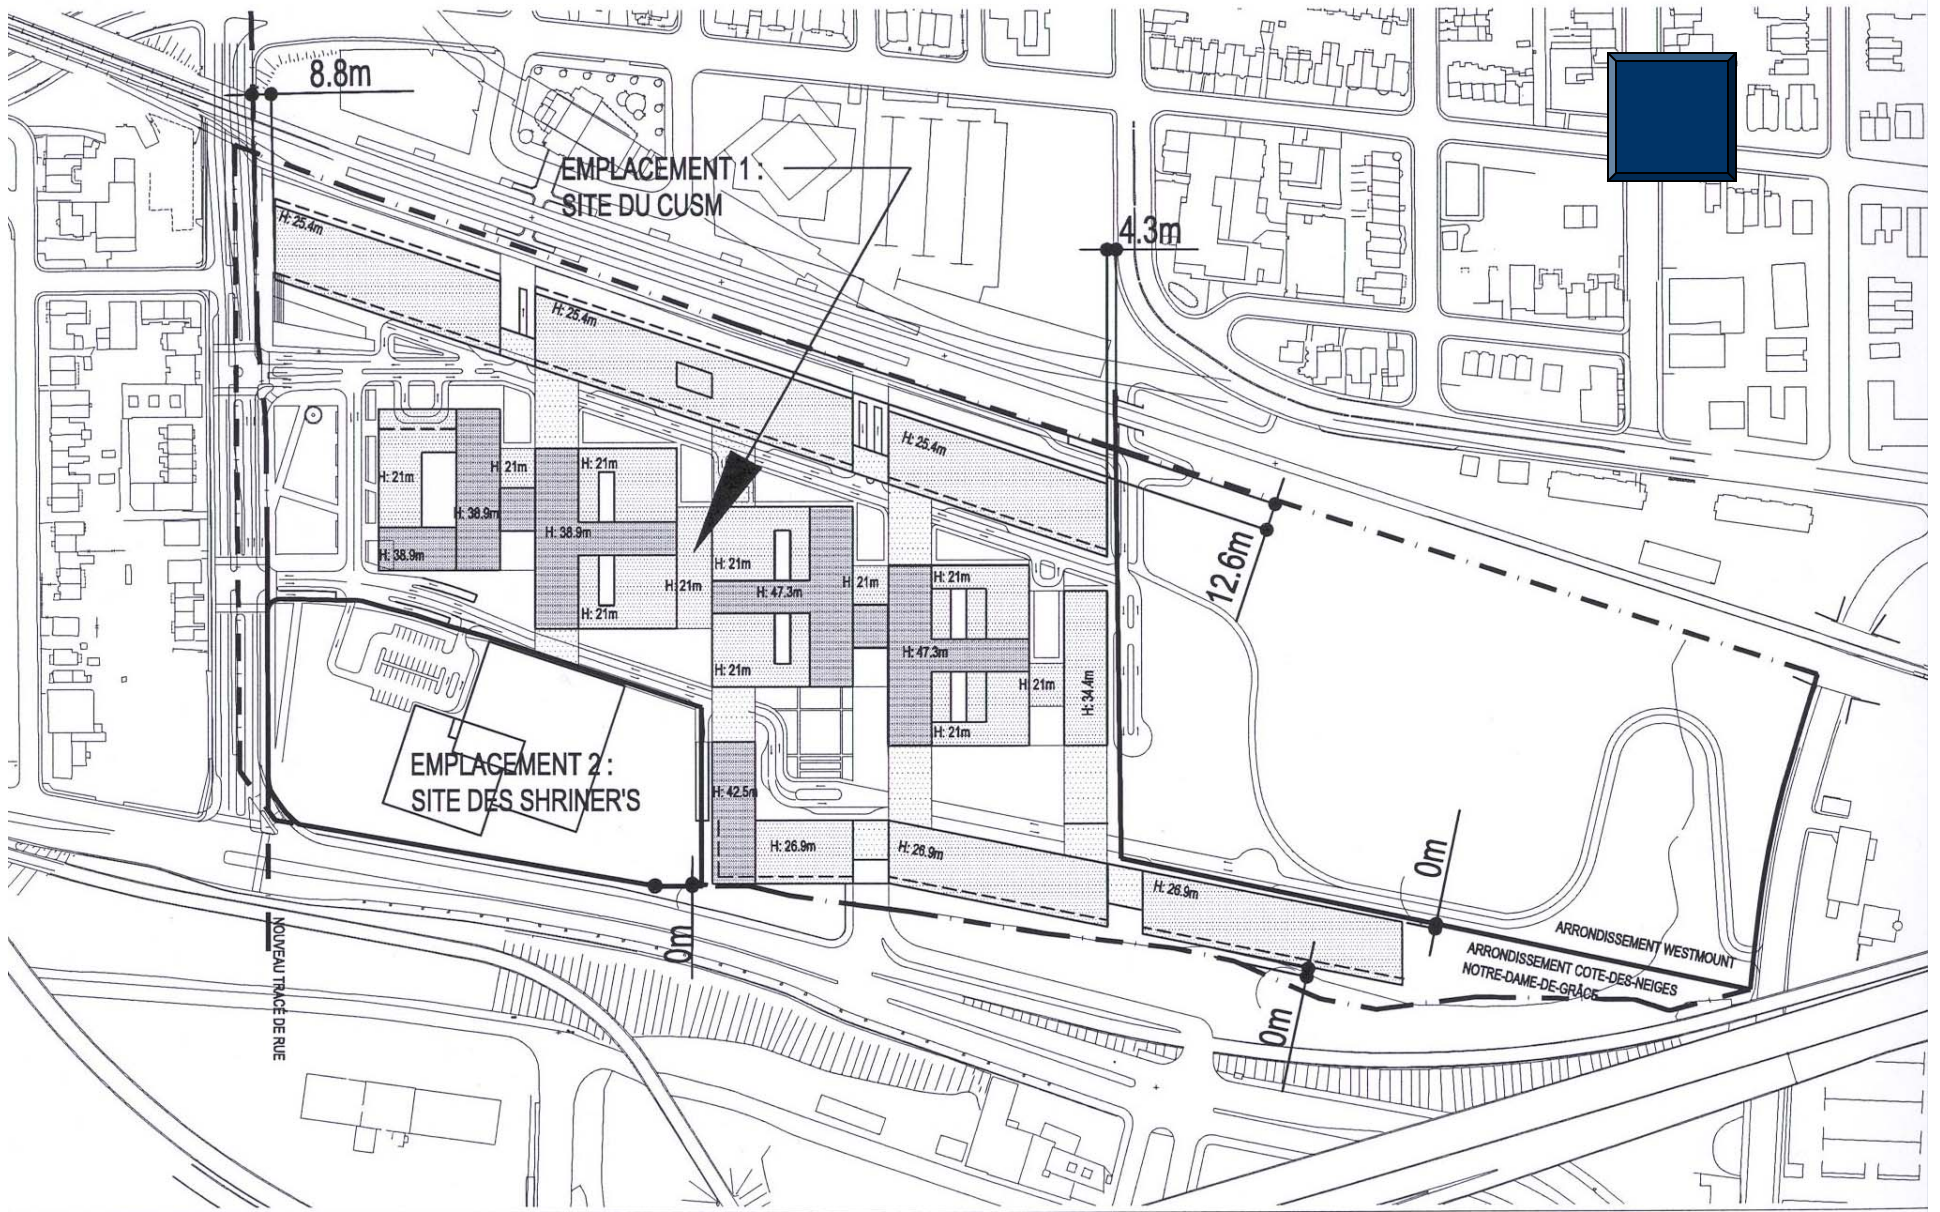 8.8m
EMPLACEMENT 1 :
SITE DU CUSM
H: 25.4m
4.3m
H: 25.4m
H: 25.4m
H: 21m
H: 21m
H: 21m
H: 38.9m
H: 38.9m
H: 38.9m
12.6m
H: 21m
H: 21m
H: 21m
H: 21m
H: 21m
H: 47.3m
H: 21m
H: 47.3m
H: 21m
H: 21m
H: 34.4m
H: 21m
EMPLACEMENT 2 :
SITE DES SHRINER'S
H: 42.5m
H: 26.9m
H: 26.9m
H: 26.9m
0m
0m
0m
NOUVEAU TRACÉ DE RUE
ARRONDISSEMENT WESTMOUNT
ARRONDISSEMENT COTE-DES-NEIGES
NOTRE-DAME-DE-GRÂCE